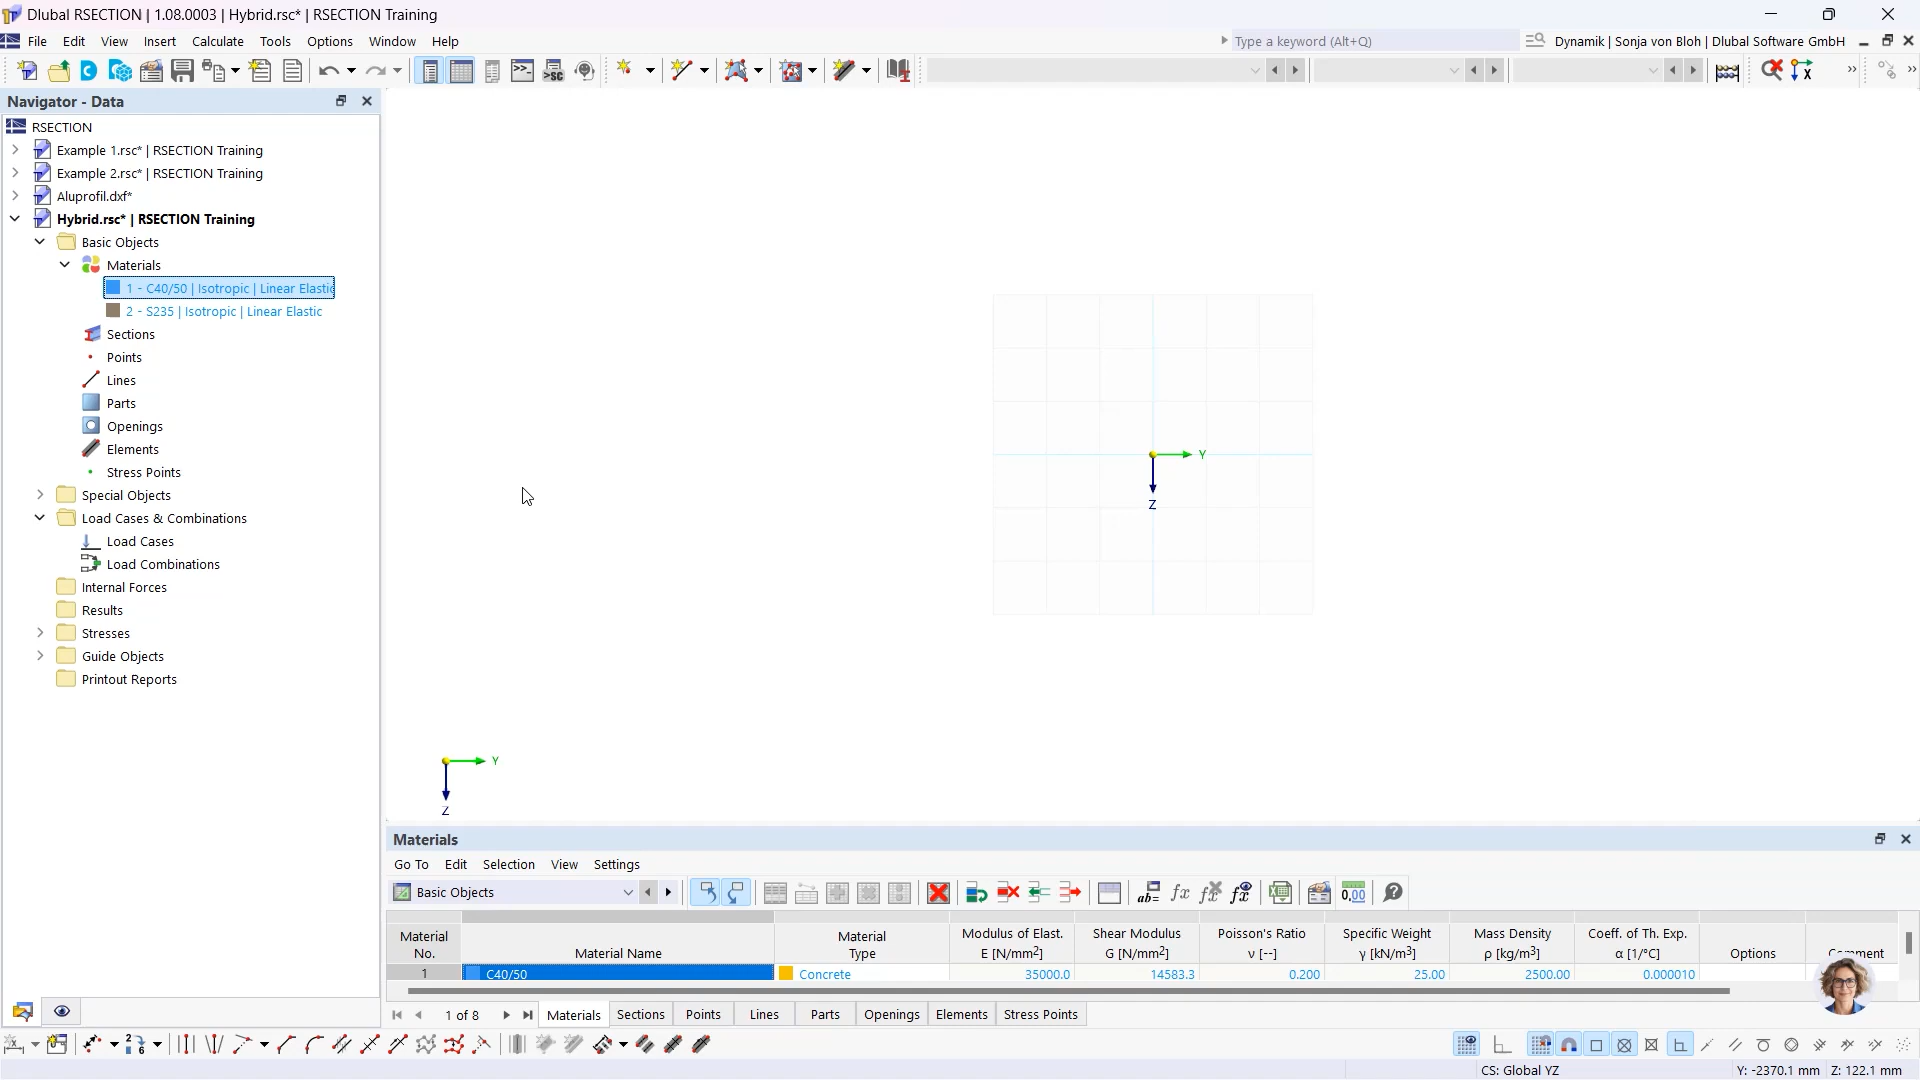 Dlubal RSECTION | 1.08.0003 | Hybrid.rsc* | RSECTION Training
File Edit View Insert Calculate Tools Options Window Help
Type a keyword (Alt+Q)
Dynamik | Sonja von Bloh | Dlubal Software GmbH
Navigator - Data
RSECTION
Example 1.rsc* | RSECTION Training
Example 2.rsc* | RSECTION Training
Aluprofil.dxf*
Hybrid.rsc* | RSECTION Training
Basic Objects
Materials
1 - C40/50 | Isotropic | Linear Elastic
2 - S235 | Isotropic | Linear Elastic
Sections
Points
Lines
Parts
Openings
Elements
Stress Points
Special Objects
Load Cases & Combinations
Load Cases
Load Combinations
Internal Forces
Results
Stresses
Guide Objects
Printout Reports
Y
Z
Y
Z
Materials
Go To Edit Selection View Settings
Basic Objects
Material No. Material Name Material Type Modulus of Elast. E [N/mm2] Shear Modulus G [N/mm2] Poisson's Ratio ν [--] Specific Weight γ [kN/m3] Mass Density ρ [kg/m3] Coeff. of Th. Exp. α [1/°C] Options
1 C40/50 Concrete 35000.0 14583.3 0.200 25.00 2500.00 0.000010
1 of 8 Materials Sections Points Lines Parts Openings Elements Stress Points
CS: Global YZ Y: -2370.1 mm Z: 122.1 mm